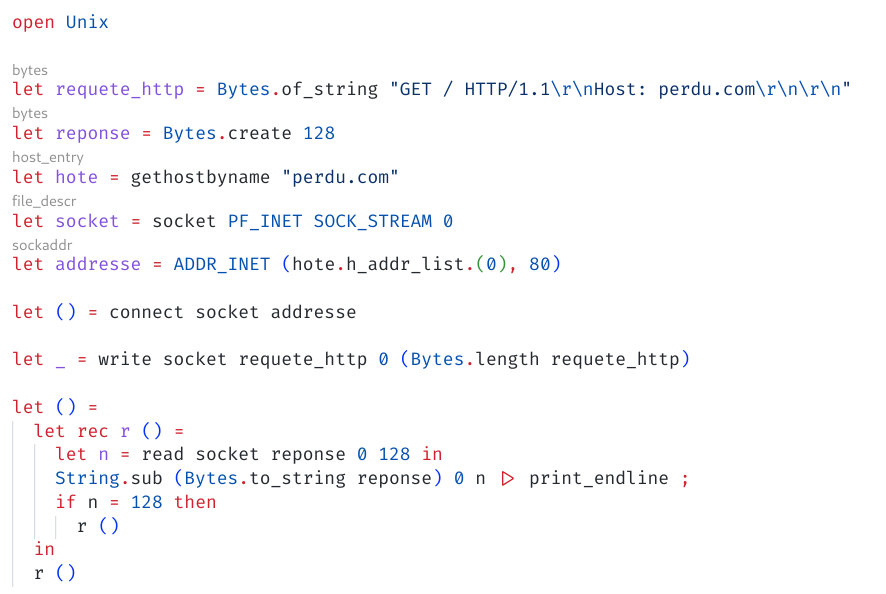 open Unix
bytes
let requete_http = Bytes.of_string "GET / HTTP/1.1\r\nHost: perdu.com\r\n\r\n"
bytes
let reponse = Bytes.create 128
host_entry
let hote = gethostbyname "perdu.com"
file_descr
let socket = socket PF_INET SOCK_STREAM 0
sockaddr
let addresse = ADDR_INET (hote.h_addr_list.(0), 80)
let () = connect socket addresse
let _ = write socket requete_http 0 (Bytes.length requete_http)
let () =
let rec r () =
let n = read socket reponse 0 128 in
String.sub (Bytes.to_string reponse) 0 n |> print_endline ;
if n = 128 then
r ()
in
r ()